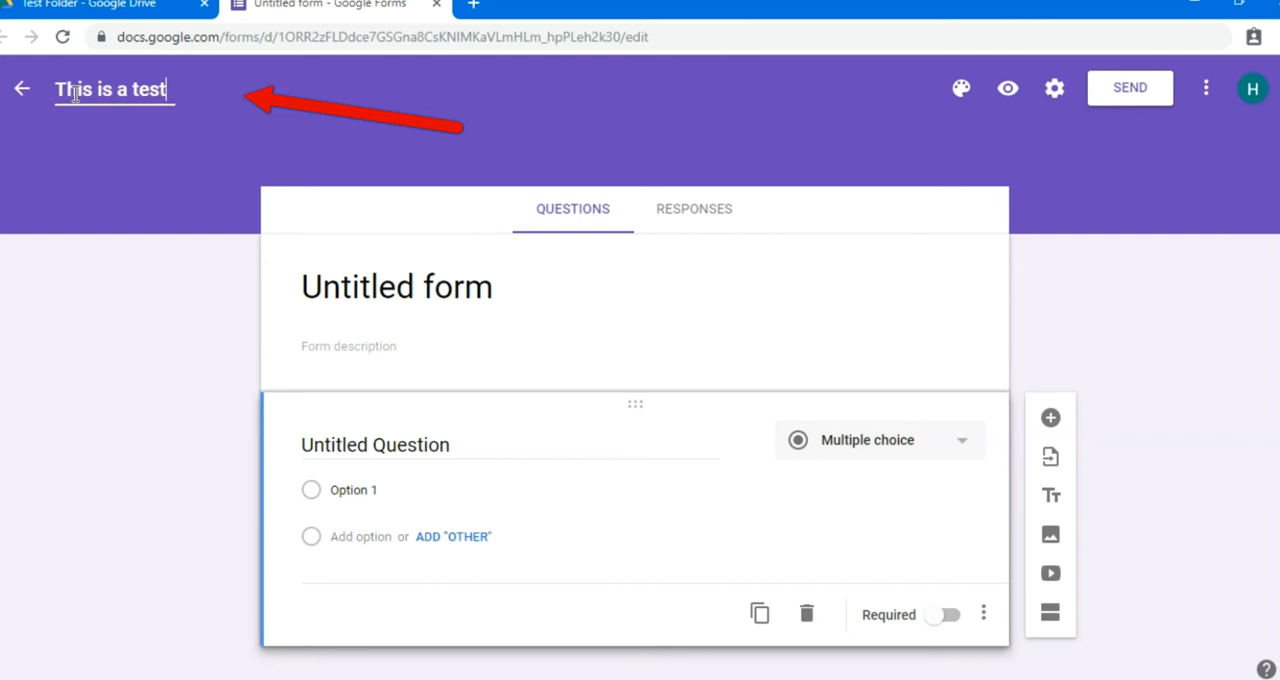 Test Folder - Google Drive
Untitled form - Google Forms
docs.google.com/forms/d/1ORR2zFLDdce7GSGna8CsKNIMKaVLmHLm_hpPLeh2k30/edit
This is a test
SEND
H
QUESTIONS RESPONSES
Untitled form
Form description
Untitled Question
Multiple choice
Option 1
Add option or ADD "OTHER"
Required